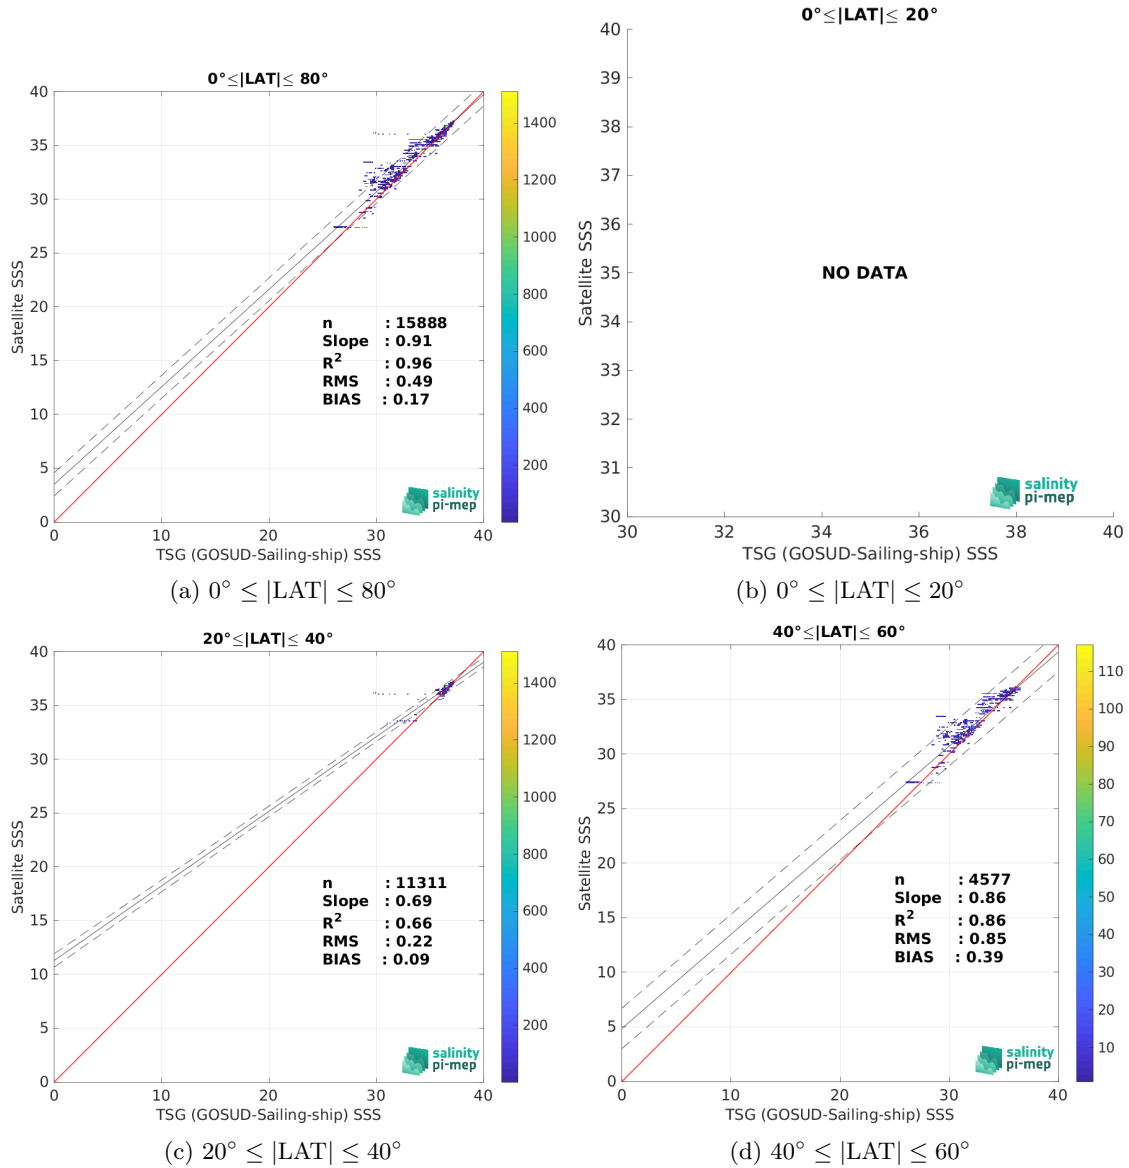 0°≤|LAT|≤ 80°
Satellite SSS
40
35
30
25
20
15
10
5
0
0 10 20 30 40
TSG (GOSUD-Sailing-ship) SSS
n : 15888
Slope : 0.91
R² : 0.96
RMS : 0.49
BIAS : 0.17
salinity
pi-mep
1400
1200
1000
800
600
400
200
(a) 0° ≤ |LAT| ≤ 80°
0°≤|LAT|≤ 20°
Satellite SSS
40
39
38
37
36
35
34
33
32
31
30
30 32 34 36 38 40
NO DATA
salinity
pi-mep
TSG (GOSUD-Sailing-ship) SSS
(b) 0° ≤ |LAT| ≤ 20°
20°≤|LAT|≤ 40°
Satellite SSS
40
35
30
25
20
15
10
5
0
0 10 20 30 40
TSG (GOSUD-Sailing-ship) SSS
n : 11311
Slope : 0.69
R² : 0.66
RMS : 0.22
BIAS : 0.09
salinity
pi-mep
1400
1200
1000
800
600
400
200
(c) 20° ≤ |LAT| ≤ 40°
40°≤|LAT|≤ 60°
Satellite SSS
40
35
30
25
20
15
10
5
0
0 10 20 30 40
TSG (GOSUD-Sailing-ship) SSS
n : 4577
Slope : 0.86
R² : 0.86
RMS : 0.85
BIAS : 0.39
salinity
pi-mep
110
100
90
80
70
60
50
40
30
20
10
(d) 40° ≤ |LAT| ≤ 60°